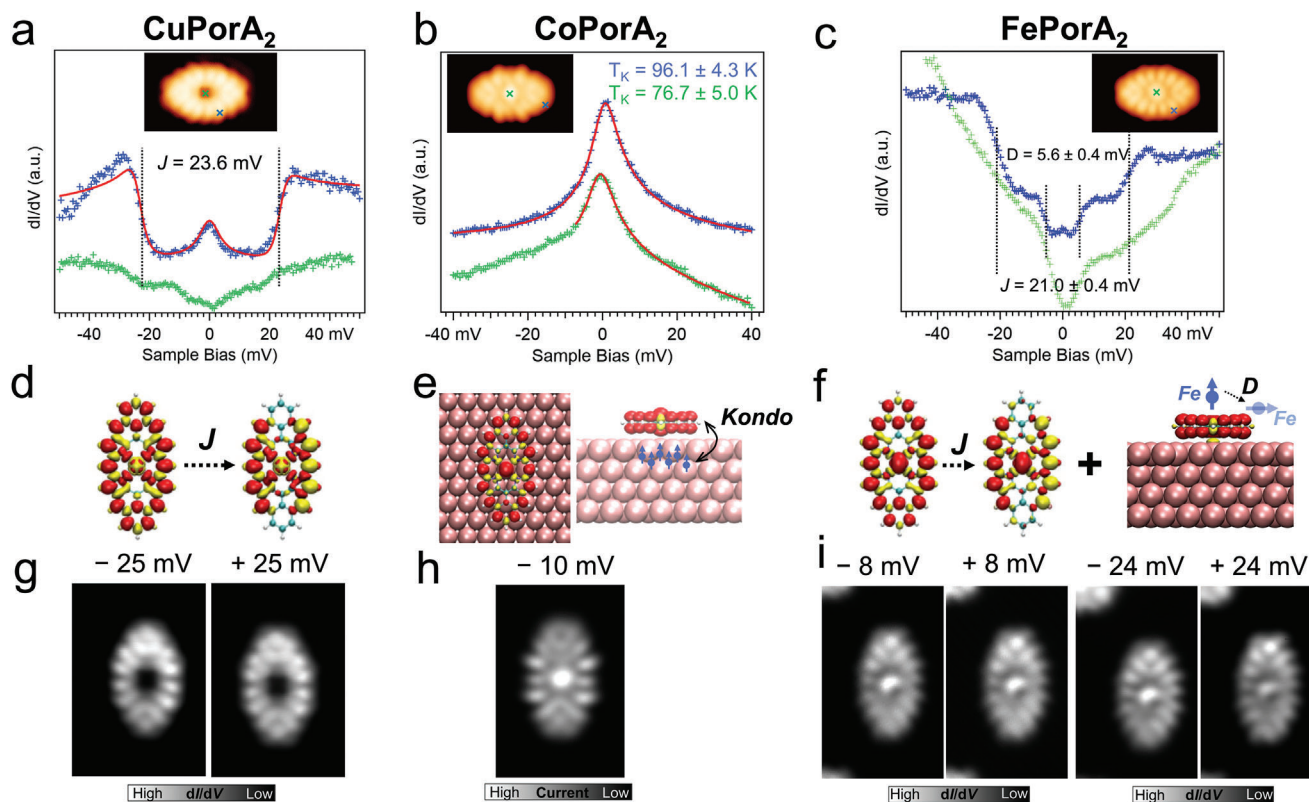 a
CuPorA2
J = 23.6 mV
dI/dV (a.u.)
-40
-20
0
20
40 mV
Sample Bias (mV)
b
CoPorA2
TK = 96.1 ± 4.3 K
TK = 76.7 ± 5.0 K
dI/dV (a.u.)
-40 mV
-20
0
20
40
Sample Bias (mV)
c
FePorA2
D = 5.6 ± 0.4 mV
J = 21.0 ± 0.4 mV
dI/dV (a.u.)
-40
-20
0
20
40 mV
Sample Bias (mV)
d
J
e
Kondo
f
J
+
Fe
D
Fe
g
− 25 mV
+ 25 mV
High dI/dV Low
h
− 10 mV
High Current Low
i
− 8 mV
+ 8 mV
− 24 mV
+ 24 mV
High dI/dV Low